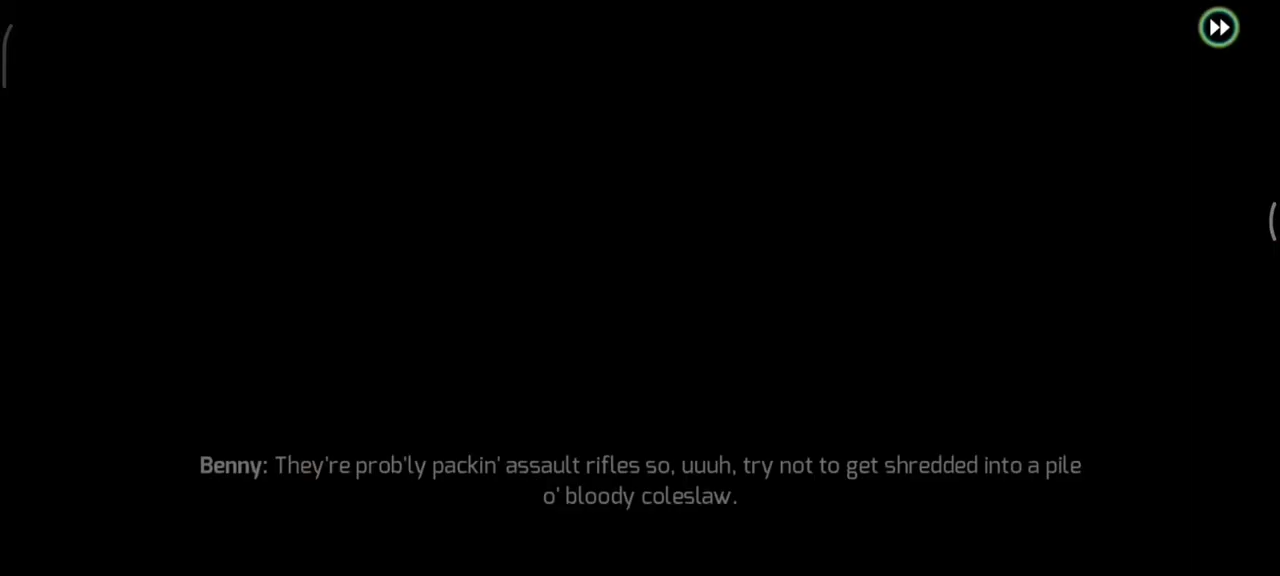 Benny: They're prob'ly packin' assault rifles so, uuuh, try not to get shredded into a pile
o' bloody coleslaw.